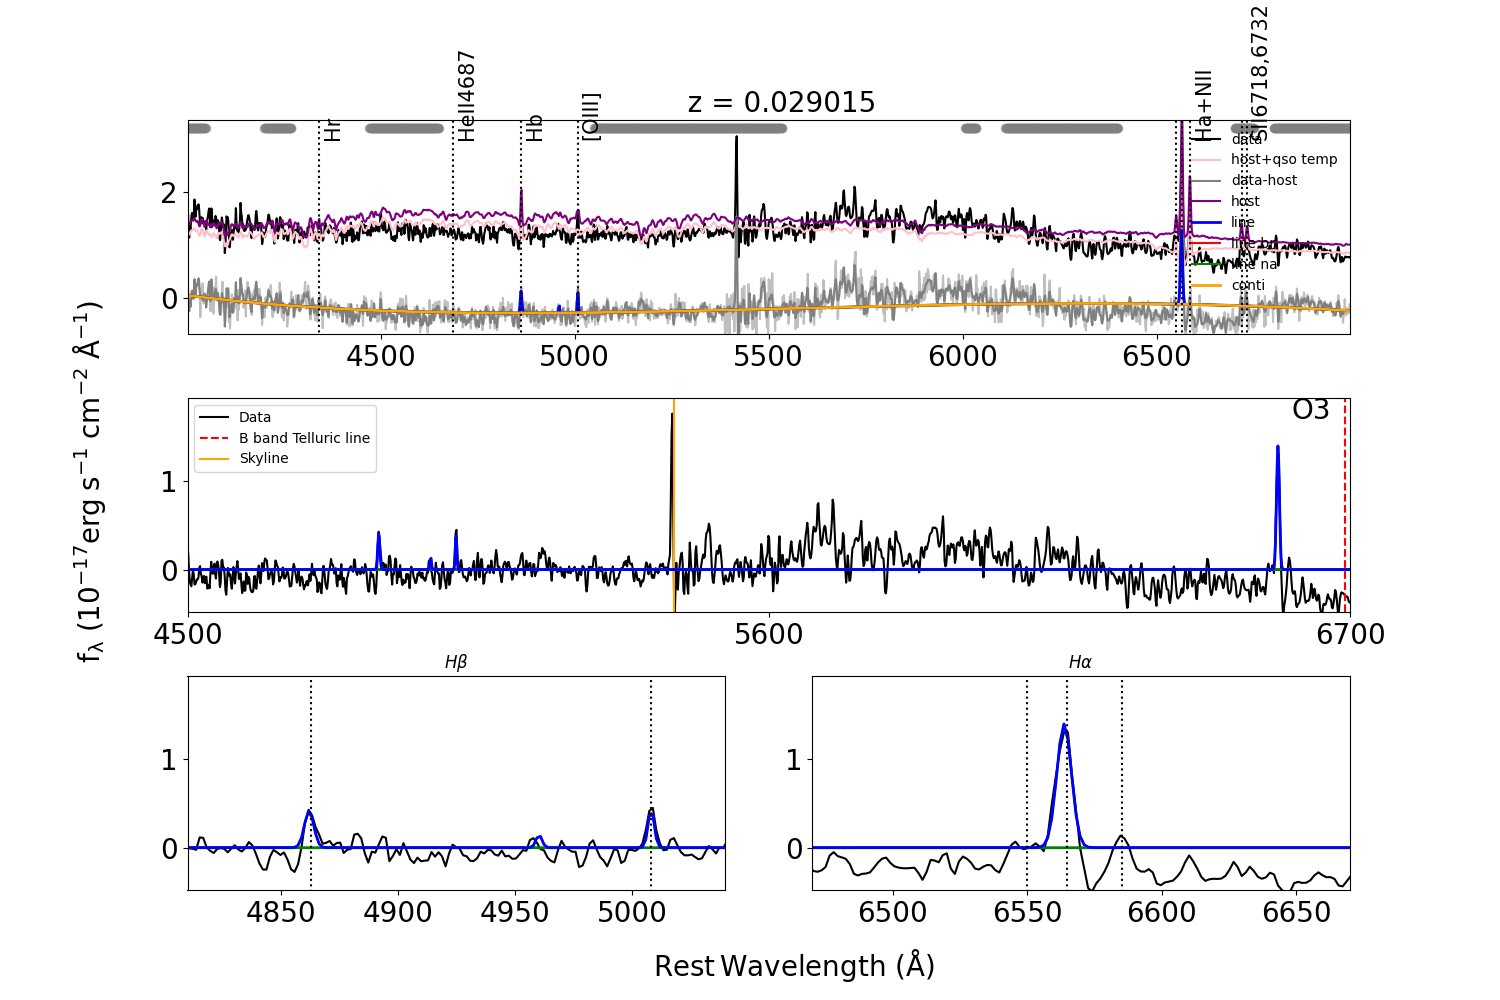 z = 0.029015
Hr
HeII4687
Hb
[OIII]
Ha+NII
SII6718,6732
data
host+qso temp
data-host
host
line
line br
line na
conti
2
0
4500
5000
5500
6000
6500
Data
B band Telluric line
Skyline
O3
1
0
4500
5600
6700
fλ (10⁻¹⁷erg s⁻¹ cm⁻² Å⁻¹)
Hβ
1
0
4850
4900
4950
5000
Hα
1
0
6500
6550
6600
6650
Rest Wavelength (Å)